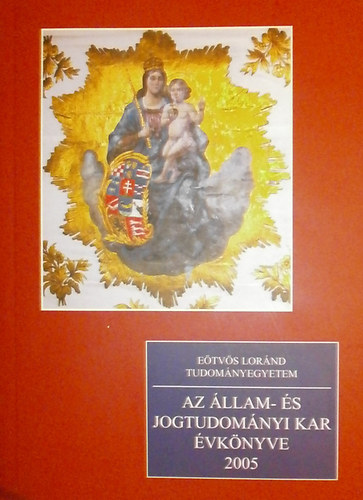 EÖTVÖS LORÁND
TUDOMÁNYEGYETEM
AZ ÁLLAM- ÉS
JOGTUDOMÁNYI KAR
ÉVKÖNYVE
2005